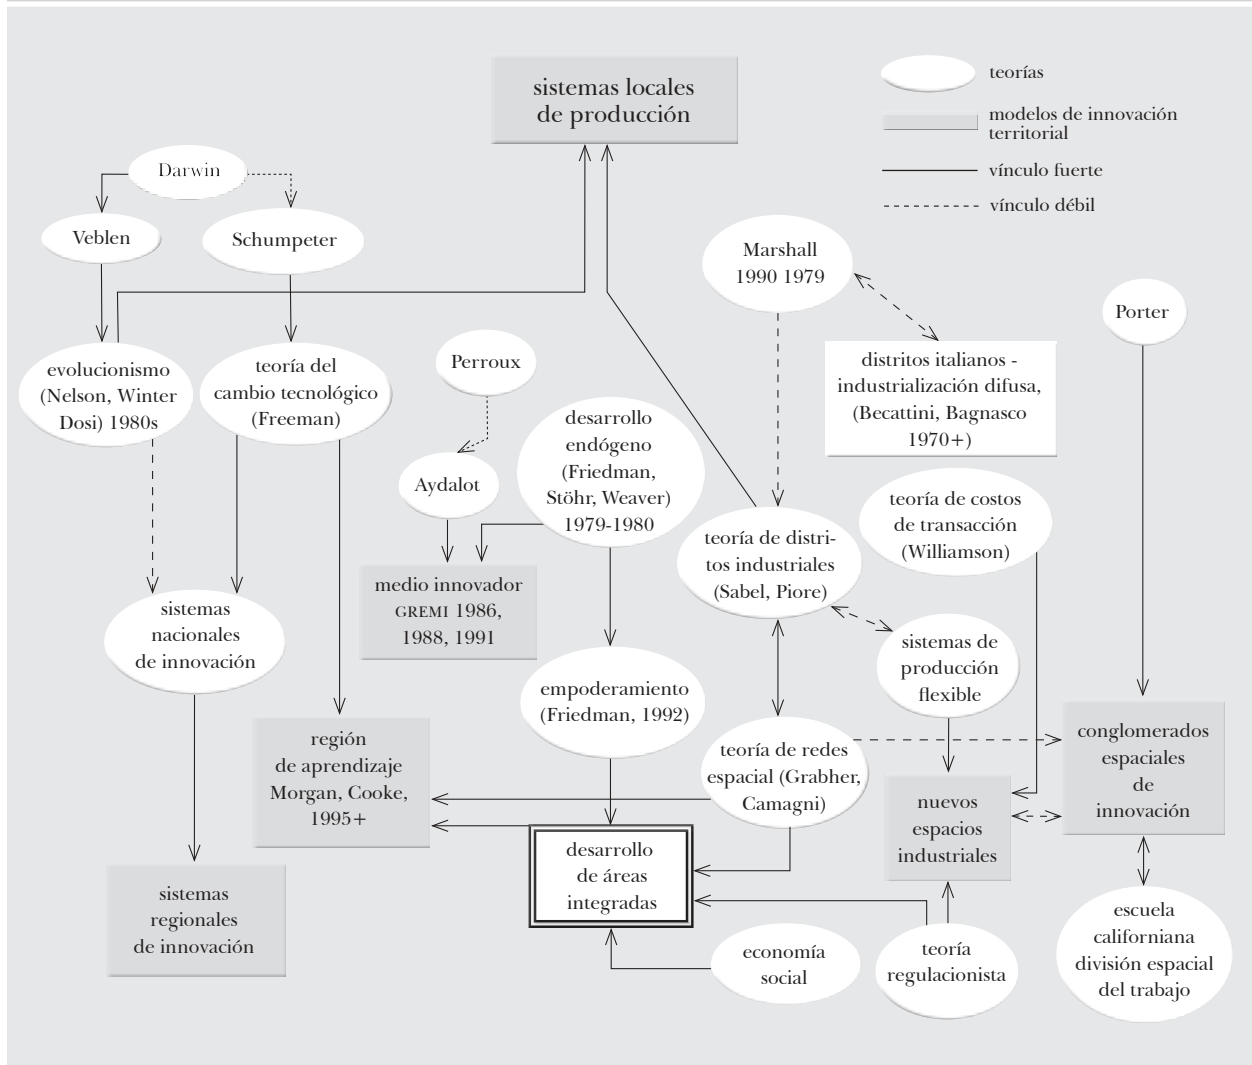 sistemas locales
de producción
teorías
modelos de innovación
territorial
vínculo fuerte
vínculo débil
Darwin
Veblen
Schumpeter
Marshall
1990 1979
Porter
evolucionismo
(Nelson, Winter
Dosi) 1980s
teoría del
cambio tecnológico
(Freeman)
Perroux
distritos italianos -
industrialización difusa,
(Becattini, Bagnasco
1970+)
desarrollo
endógeno
(Friedman,
Stöhr, Weaver)
1979-1980
Aydalot
teoría de costos
de transacción
(Williamson)
teoría de distri-
tos industriales
(Sabel, Piore)
medio innovador
GREMI 1986,
1988, 1991
sistemas
nacionales
de innovación
sistemas de
producción
flexible
empoderamiento
(Friedman, 1992)
región
de aprendizaje
Morgan, Cooke,
1995+
teoría de redes
espacial (Grabher,
Camagni)
conglomerados
espaciales
de
innovación
nuevos
espacios
industriales
desarrollo
de áreas
integradas
sistemas
regionales
de innovación
economía
social
teoría
regulacionista
escuela
californiana
división espacial
del trabajo